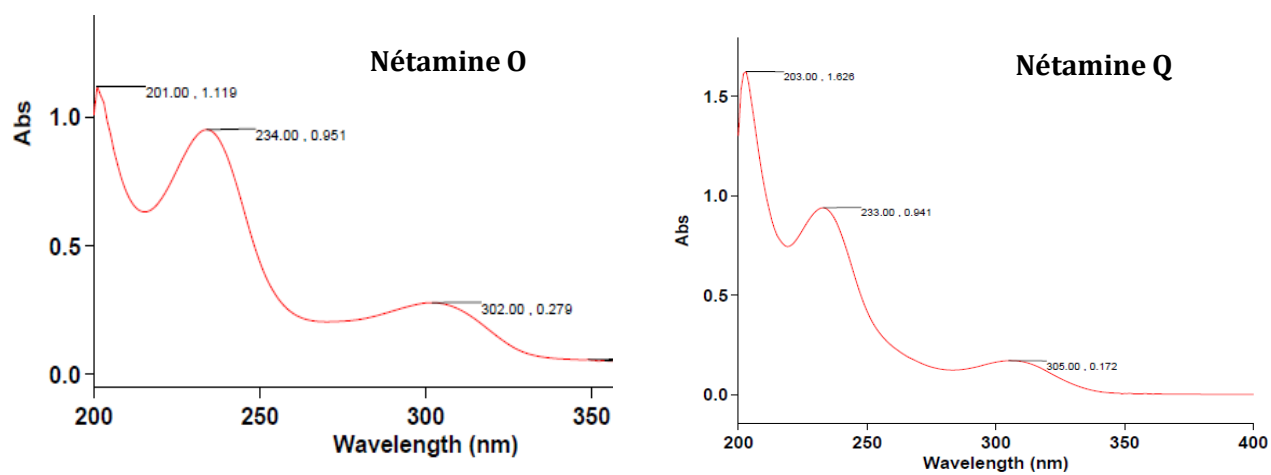 Nétamine O
201.00 , 1.119
234.00 , 0.951
302.00 , 0.279
Abs
1.0
0.5
0.0
200
250
300
350
Wavelength (nm)
Nétamine Q
203.00 , 1.626
233.00 , 0.941
305.00 , 0.172
Abs
1.5
1.0
0.5
0.0
200
250
300
350
400
Wavelength (nm)